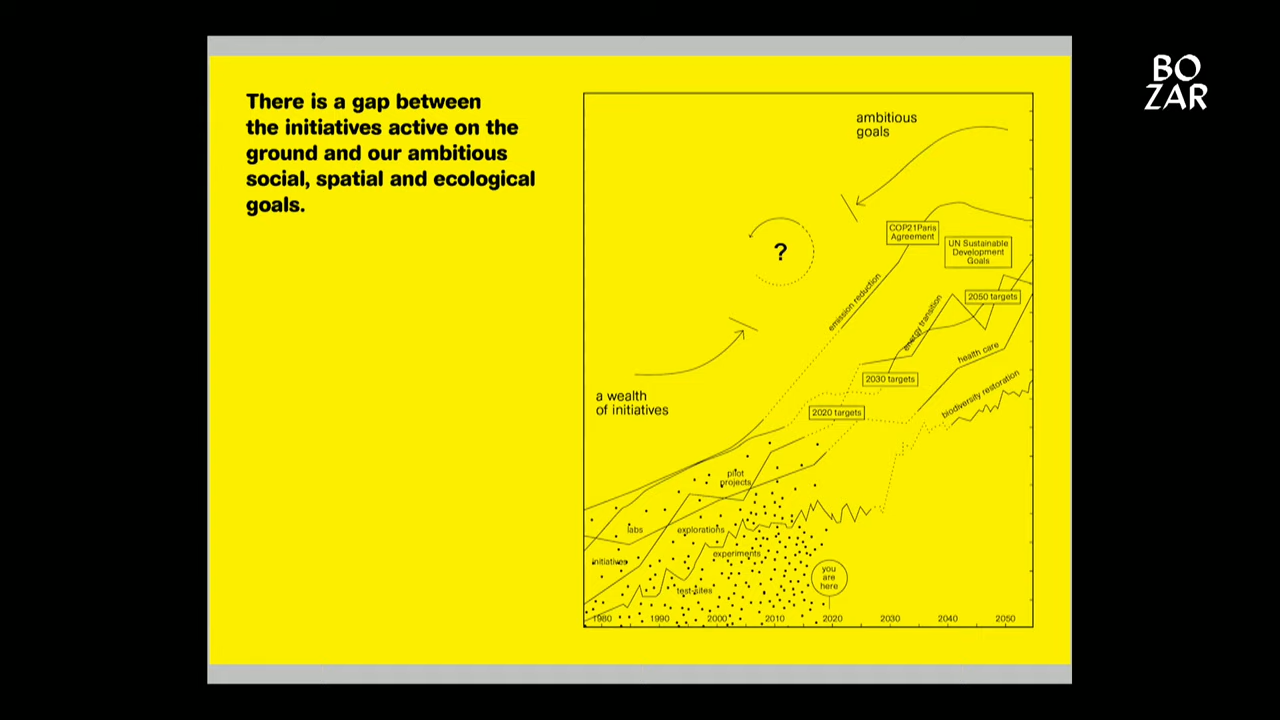 There is a gap between
the initiatives active on the
ground and our ambitious
social, spatial and ecological
goals.
BO
ZAR
ambitious
goals
COP21Paris
Agreement
UN Sustainable
Development
Goals
?
emission reduction
energy transition
2050 targets
health care
2030 targets
biodiversity restoration
a wealth
of initiatives
2020 targets
pilot
projects
labs
explorations
experiments
initiatives
test-sites
you
are
here
1980 1990 2000 2010 2020 2030 2040 2050